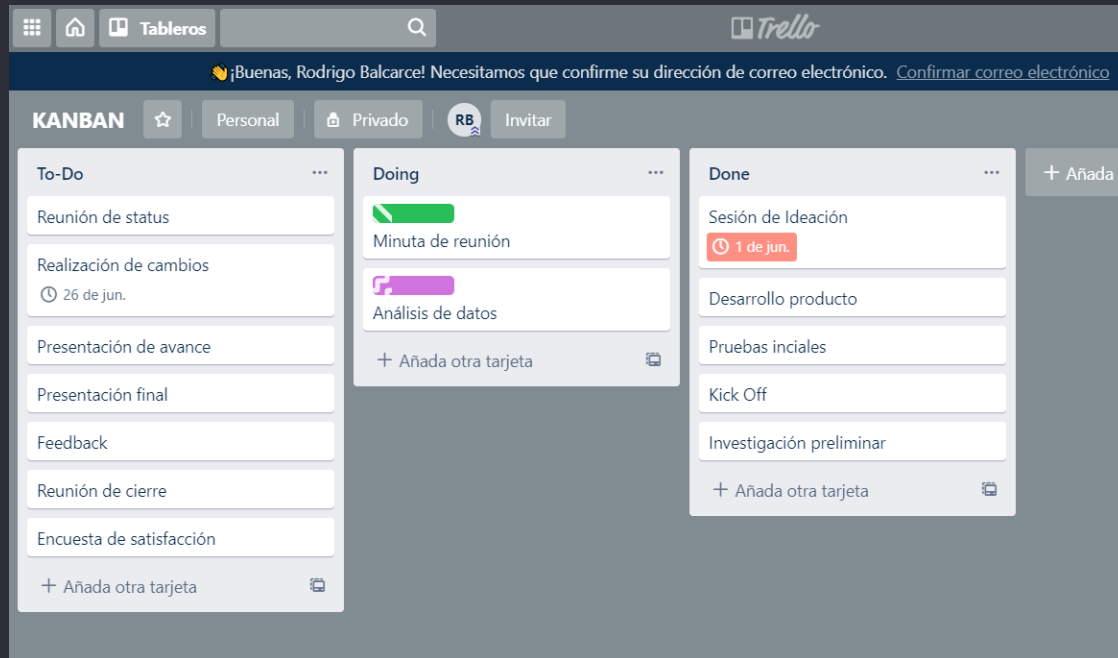 Tableros
Trello
👋¡Buenas, Rodrigo Balcarce! Necesitamos que confirme su dirección de correo electrónico. Confirmar correo electrónico
KANBAN Personal Privado RB Invitar
To-Do
Reunión de status
Realización de cambios
26 de jun.
Presentación de avance
Presentación final
Feedback
Reunión de cierre
Encuesta de satisfacción
+ Añada otra tarjeta
Doing
Minuta de reunión
Análisis de datos
+ Añada otra tarjeta
Done
Sesión de Ideación
1 de jun.
Desarrollo producto
Pruebas inciales
Kick Off
Investigación preliminar
+ Añada otra tarjeta
+ Añada